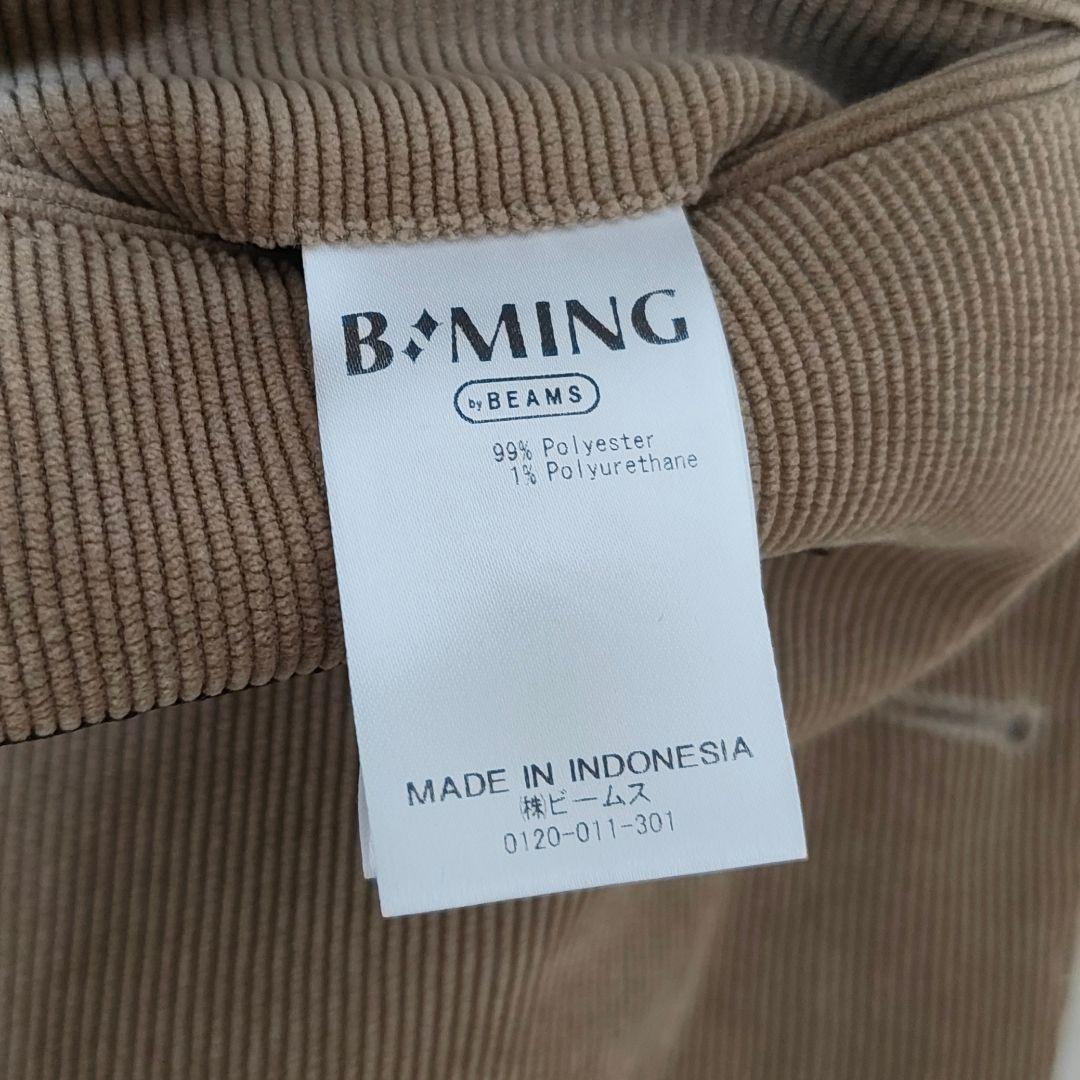 B MING
by BEAMS
99% Polyester
1% Polyurethane
MADE IN INDONESIA
㈱ビームス
0120-011-301